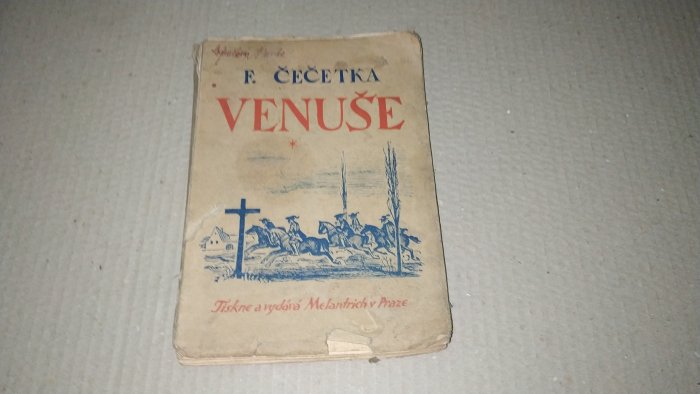 F. ČEČETKA
VENUŠE
*
Tiskne a vydává Melantrich v Praze